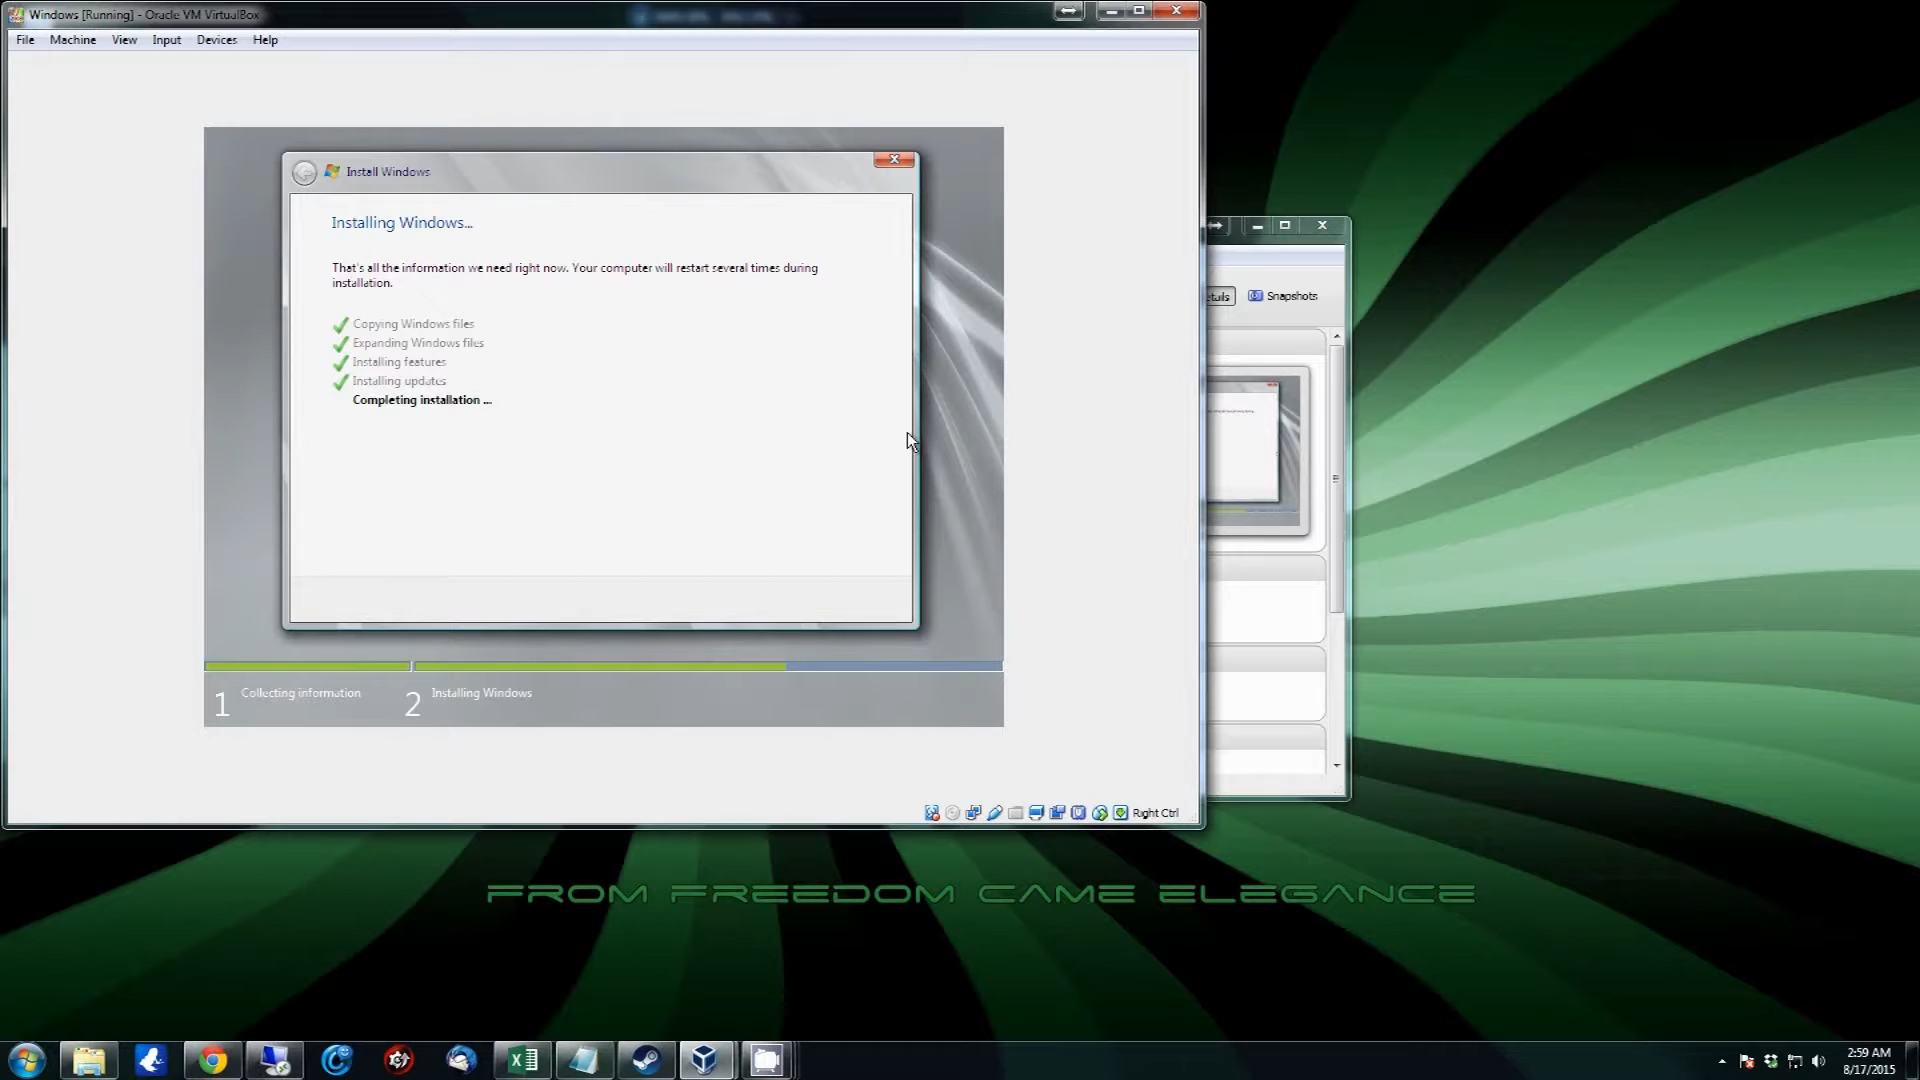 Windows [Running] - Oracle VM VirtualBox
File Machine View Input Devices Help
Install Windows
Installing Windows...
That's all the information we need right now. Your computer will restart several times during
installation.
Copying Windows files
Expanding Windows files
Installing features
Installing updates
Completing installation ...
1 Collecting information 2 Installing Windows
Right Ctrl
Snapshots
FROM FREEDOM CAME ELEGANCE
2:59 AM
8/17/2015